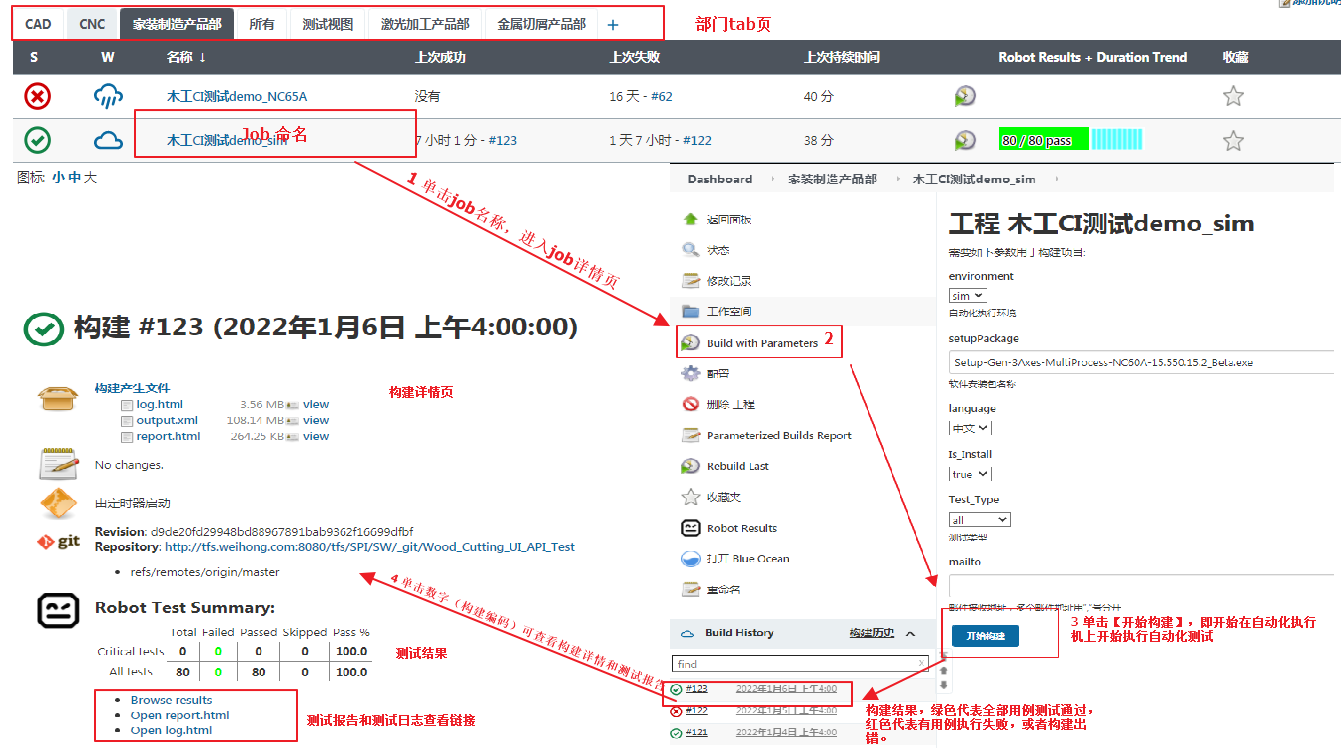 添加说明
CAD CNC 家装制造产品部 所有 测试视图 激光加工产品部 金属切屑产品部 +
部门tab页
S W 名称 ↓ 上次成功 上次失败 上次持续时间 Robot Results + Duration Trend 收藏
木工CI测试demo_NC65A 没有 16 天 - #62 40 分
木工CI测试demo_sim 7 小时 1 分 - #123 1 天 7 小时 - #122 38 分 80 / 80 pass
Job 命名
图标: 小 中 大
1 单击job名称，进入job详情页
Dashboard 家装制造产品部 木工CI测试demo_sim
返回面板
状态
修改记录
工作空间
Build with Parameters 2
配置
删除 工程
Parameterized Builds Report
Rebuild Last
收藏夹
Robot Results
打开 Blue Ocean
重命名
Build History 构建历史
find x
#123 2022年1月6日 上午4:00
#122 2022年1月5日 上午4:00
#121 2022年1月4日 上午4:00
工程 木工CI测试demo_sim
需要如下参数用于构建项目:
environment
sim
自动化执行环境
setupPackage
Setup-Gen-3Axes-MultiProcess-NC60A-15.550.15.2_Beta.exe
软件安装包名称
language
中文
Is_Install
true
Test_Type
all
测试类型
mailto
邮件接收地址，多个邮件地址用","号分开
开始构建
3 单击【开始构建】，即开始在自动化执行
机上开始执行自动化测试
构建结果，绿色代表全部用例测试通过，
红色代表有用例执行失败，或者构建出
错。
4 单击数字（构建编码）可查看构建详情和测试报告
构建 #123 (2022年1月6日 上午4:00:00)
构建详情页
构建产生文件
log.html 3.56 MB view
output.xml 108.14 MB view
report.html 264.25 KB view
No changes.
由定时器启动
git
Revision: d9de20fd29948bd88967891bab9362f16699dfbf
Repository: http://tfs.weihong.com:8080/tfs/SPI/SW/_git/Wood_Cutting_UI_API_Test
refs/remotes/origin/master
Robot Test Summary:
Total Failed Passed Skipped Pass %
Critical tests 0 0 0 0 100.0
All tests 80 0 80 0 100.0
测试结果
Browse results
Open report.html
Open log.html
测试报告和测试日志查看链接